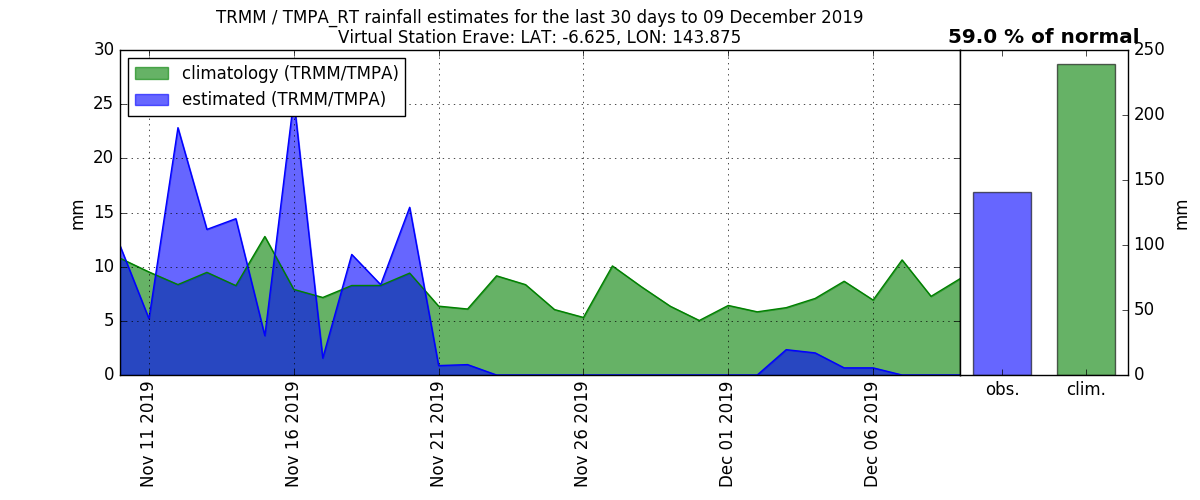 TRMM / TMPA_RT rainfall estimates for the last 30 days to 09 December 2019
Virtual Station Erave: LAT: -6.625, LON: 143.875
59.0 % of normal
climatology (TRMM/TMPA)
estimated (TRMM/TMPA)
30
25
20
15
10
5
0
mm
Nov 11 2019
Nov 16 2019
Nov 21 2019
Nov 26 2019
Dec 01 2019
Dec 06 2019
obs.
clim.
250
200
150
100
50
0
mm